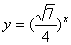 y = (√7/4)^x